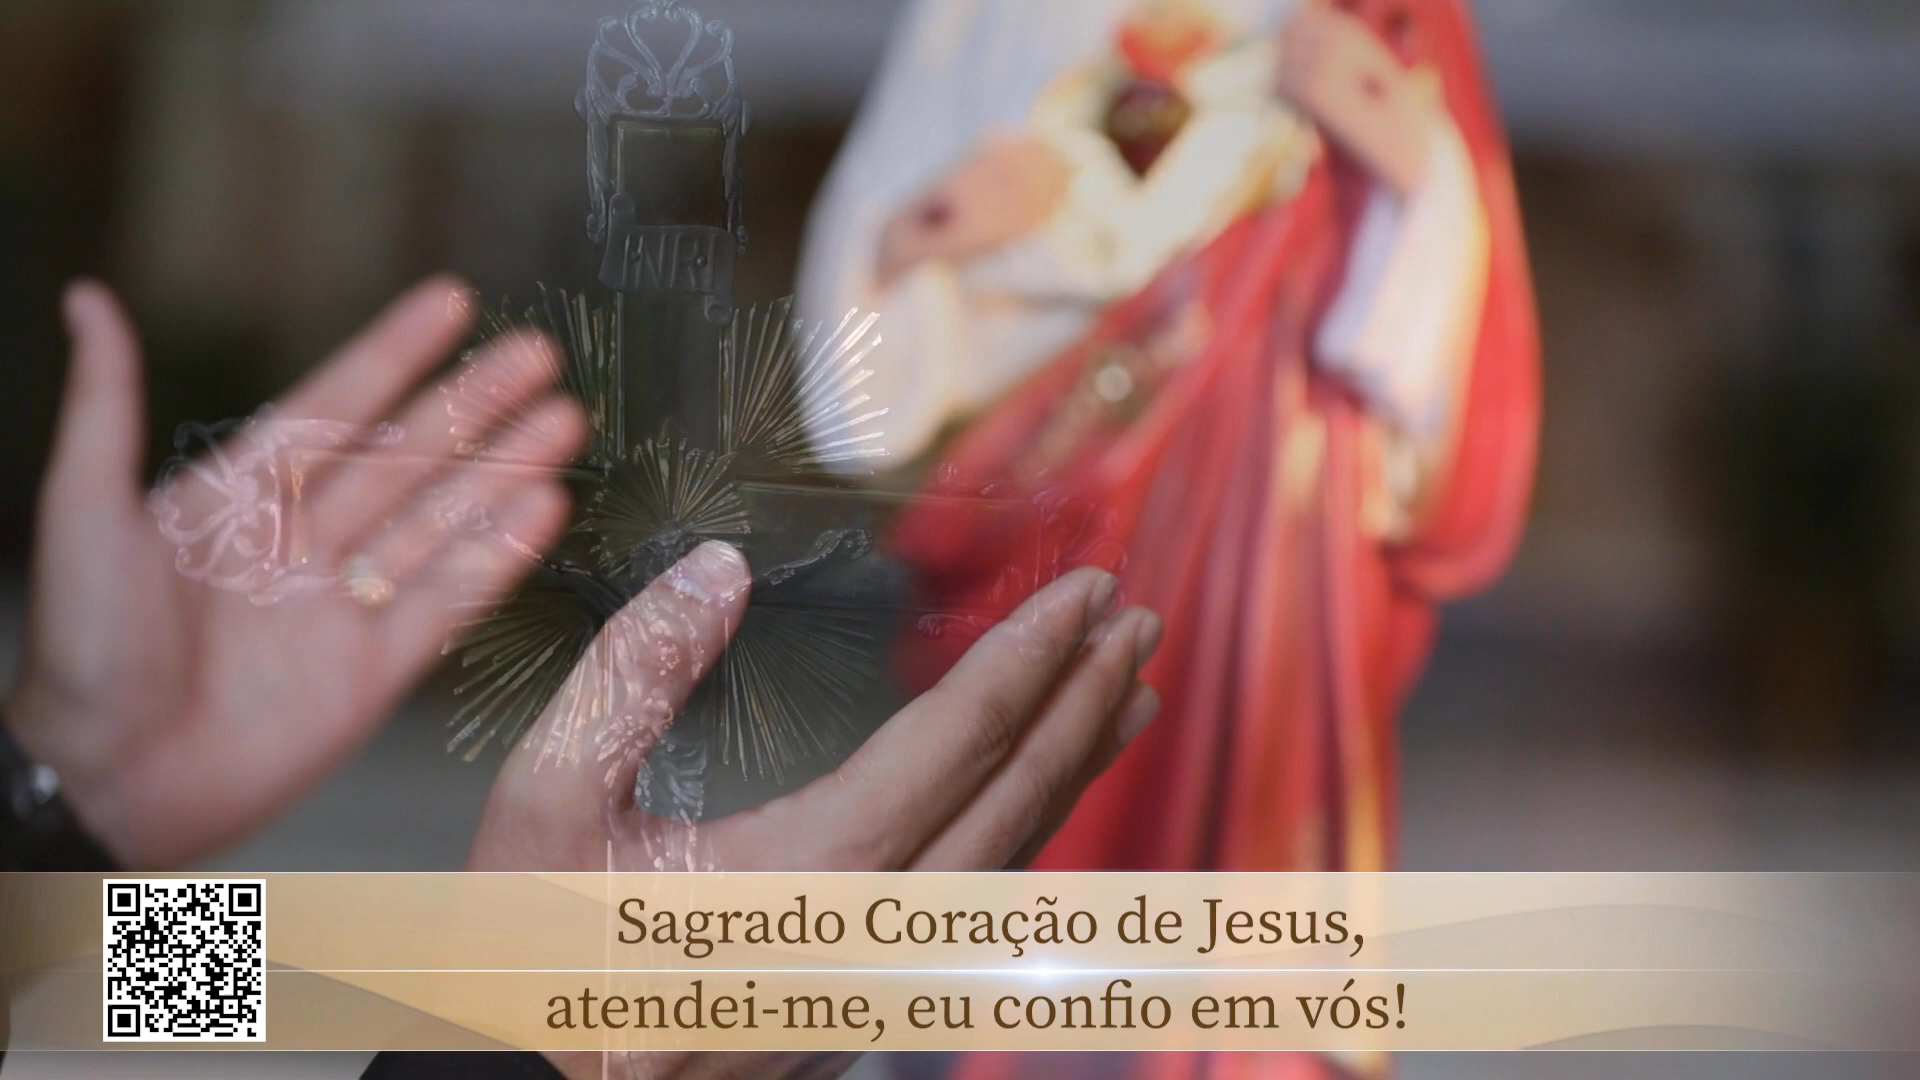 INRI
Sagrado Coração de Jesus,
atendei-me, eu confio em vós!